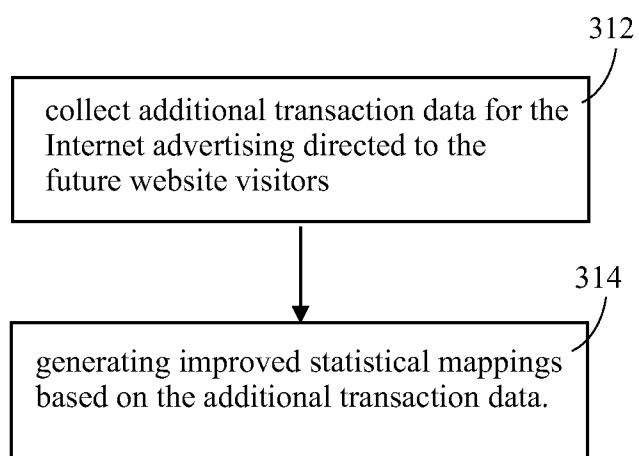 312
collect additional transaction data for the
Internet advertising directed to the
future website visitors
314
generating improved statistical mappings
based on the additional transaction data.